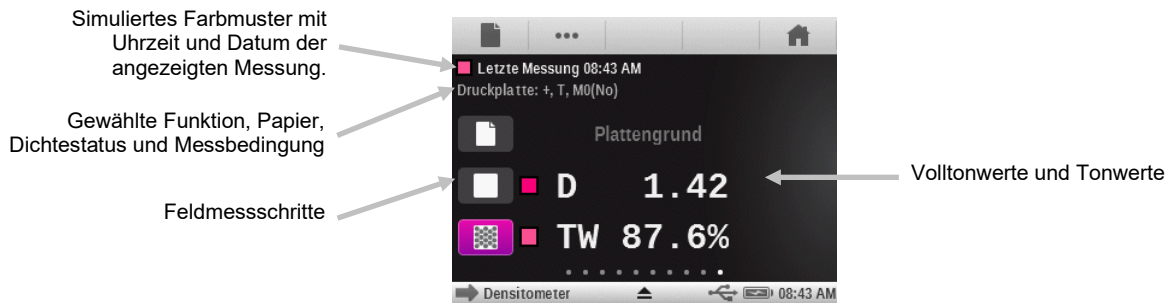 Simuliertes Farbmuster mit
Uhrzeit und Datum der
angezeigten Messung.
Gewählte Funktion, Papier,
Dichtestatus und Messbedingung
Feldmessschritte
Letzte Messung 08:43 AM
Druckplatte: +, T, M0(No)
Plattengrund
D 1.42
TW 87.6%
Densitometer 08:43 AM
Volltonwerte und Tonwerte